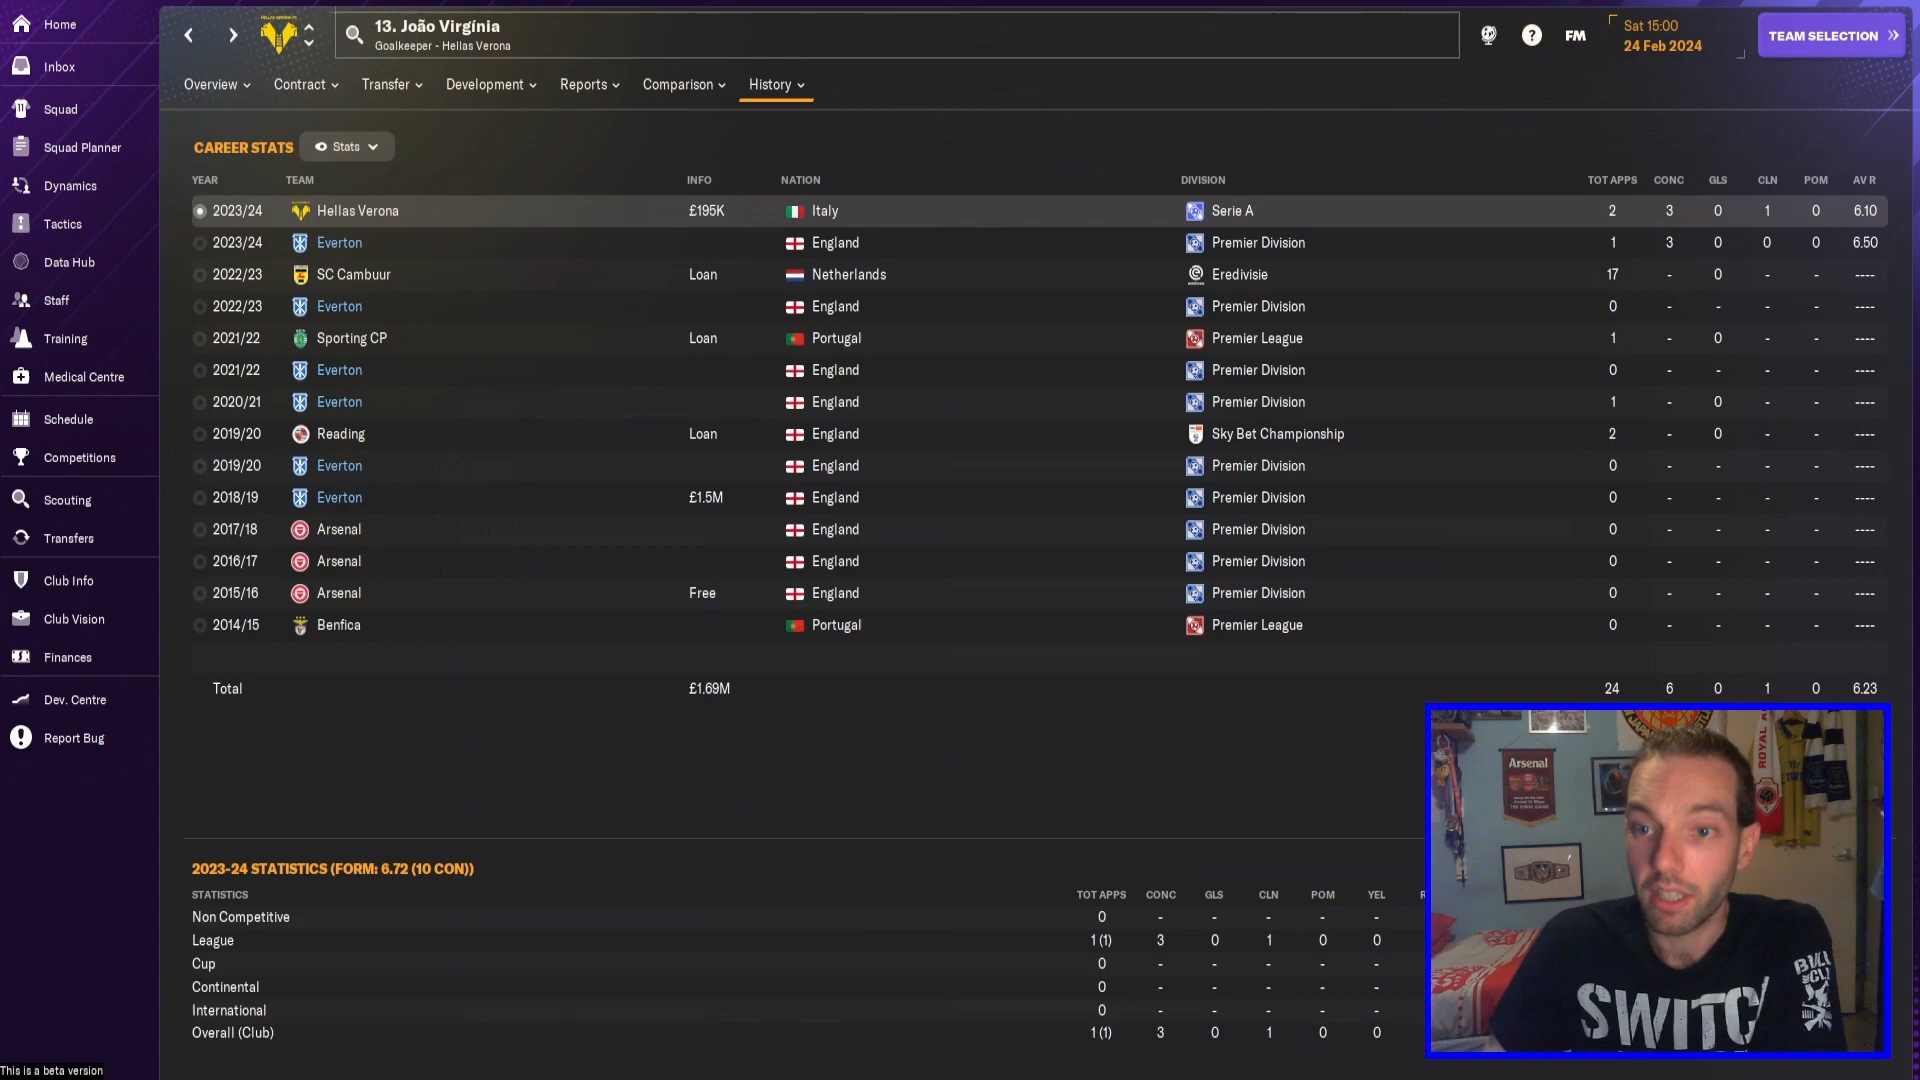 Home
Inbox
Squad
Squad Planner
Dynamics
Tactics
Data Hub
Staff
Training
Medical Centre
Schedule
Competitions
Scouting
Transfers
Club Info
Club Vision
Finances
Dev. Centre
Report Bug
This is a beta version
13. João Virgínia
Goalkeeper - Hellas Verona
FM
Sat 15:00
24 Feb 2024
TEAM SELECTION
Overview Contract Transfer Development Reports Comparison History
CAREER STATS Stats
YEAR TEAM INFO NATION DIVISION TOT APPS CONC GLS CLN POM AV R
2023/24 Hellas Verona £195K Italy Serie A 2 3 0 1 0 6.10
2023/24 Everton England Premier Division 1 3 0 0 0 6.50
2022/23 SC Cambuur Loan Netherlands Eredivisie 17 - 0 - - ----
2022/23 Everton England Premier Division 0 - - - - ----
2021/22 Sporting CP Loan Portugal Premier League 1 - 0 - - ----
2021/22 Everton England Premier Division 0 - - - - ----
2020/21 Everton England Premier Division 1 - 0 - - ----
2019/20 Reading Loan England Sky Bet Championship 2 - 0 - - ----
2019/20 Everton England Premier Division 0 - - - - ----
2018/19 Everton £1.5M England Premier Division 0 - - - - ----
2017/18 Arsenal England Premier Division 0 - - - - ----
2016/17 Arsenal England Premier Division 0 - - - - ----
2015/16 Arsenal Free England Premier Division 0 - - - - ----
2014/15 Benfica Portugal Premier League 0 - - - - ----
Total £1.69M 24 6 0 1 0 6.23
2023-24 STATISTICS (FORM: 6.72 (10 CON))
STATISTICS TOT APPS CONC GLS CLN POM YEL
Non Competitive 0 - - - - -
League 1 (1) 3 0 1 0 0
Cup 0 - - - - -
Continental 0 - - - - -
International 0 - - - - -
Overall (Club) 1 (1) 3 0 1 0 0
Arsenal
ROYAL
SWITC
BULL